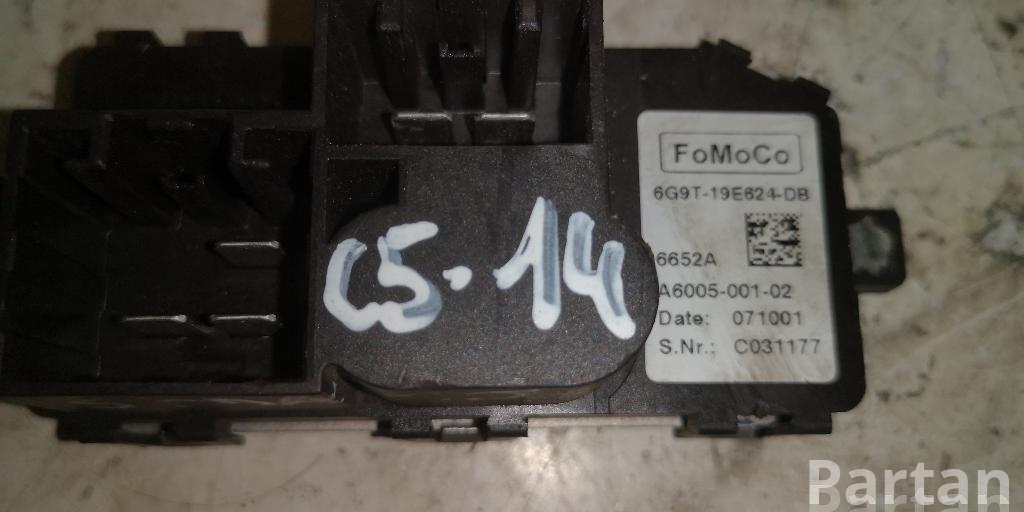 FoMoCo
6G9T-19E624-DB
6652A
A6005-001-02
Date: 071001
S.Nr.: C031177
C5.14
Partan